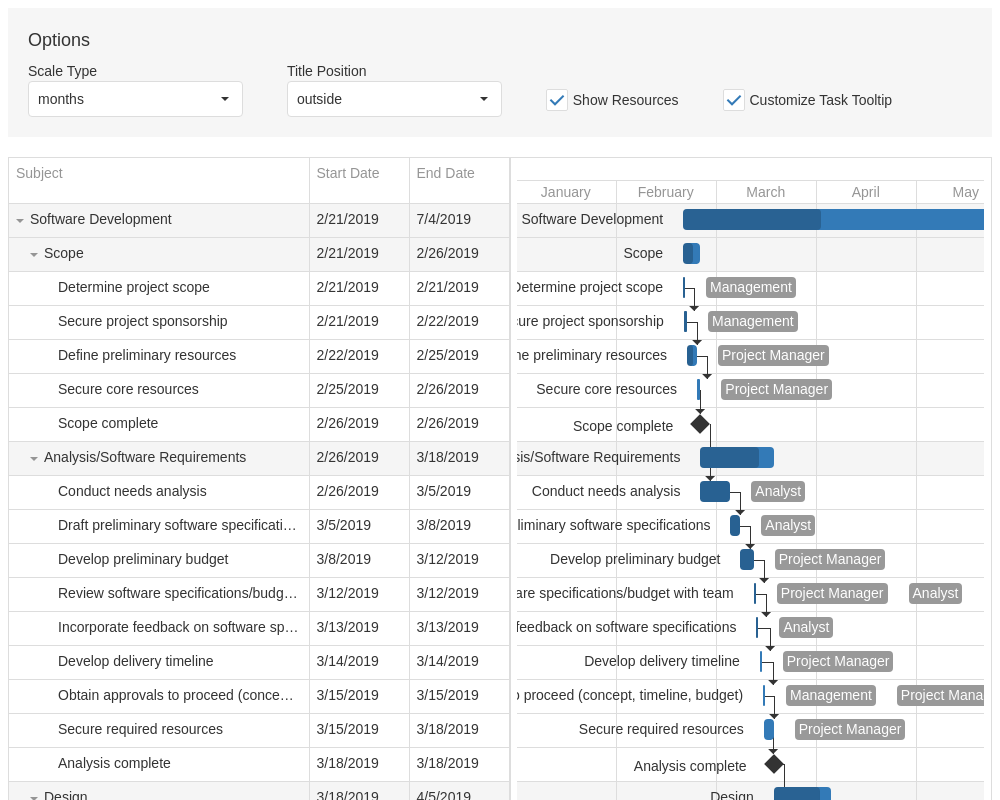 Options
Scale Type
months
Title Position
outside
Show Resources
Customize Task Tooltip
Subject Start Date End Date
January February March April May
Software Development 2/21/2019 7/4/2019 Software Development
Scope 2/21/2019 2/26/2019 Scope
Determine project scope 2/21/2019 2/21/2019 Determine project scope Management
Secure project sponsorship 2/21/2019 2/22/2019 cure project sponsorship Management
Define preliminary resources 2/22/2019 2/25/2019 ne preliminary resources Project Manager
Secure core resources 2/25/2019 2/26/2019 Secure core resources Project Manager
Scope complete 2/26/2019 2/26/2019 Scope complete
Analysis/Software Requirements 2/26/2019 3/18/2019 sis/Software Requirements
Conduct needs analysis 2/26/2019 3/5/2019 Conduct needs analysis Analyst
Draft preliminary software specificati… 3/5/2019 3/8/2019 liminary software specifications Analyst
Develop preliminary budget 3/8/2019 3/12/2019 Develop preliminary budget Project Manager
Review software specifications/budg… 3/12/2019 3/12/2019 are specifications/budget with team Project Manager Analyst
Incorporate feedback on software sp… 3/13/2019 3/13/2019 feedback on software specifications Analyst
Develop delivery timeline 3/14/2019 3/14/2019 Develop delivery timeline Project Manager
Obtain approvals to proceed (conce… 3/15/2019 3/15/2019 proceed (concept, timeline, budget) Management Project Mana
Secure required resources 3/15/2019 3/18/2019 Secure required resources Project Manager
Analysis complete 3/18/2019 3/18/2019 Analysis complete
Design 3/18/2019 4/5/2019 Design